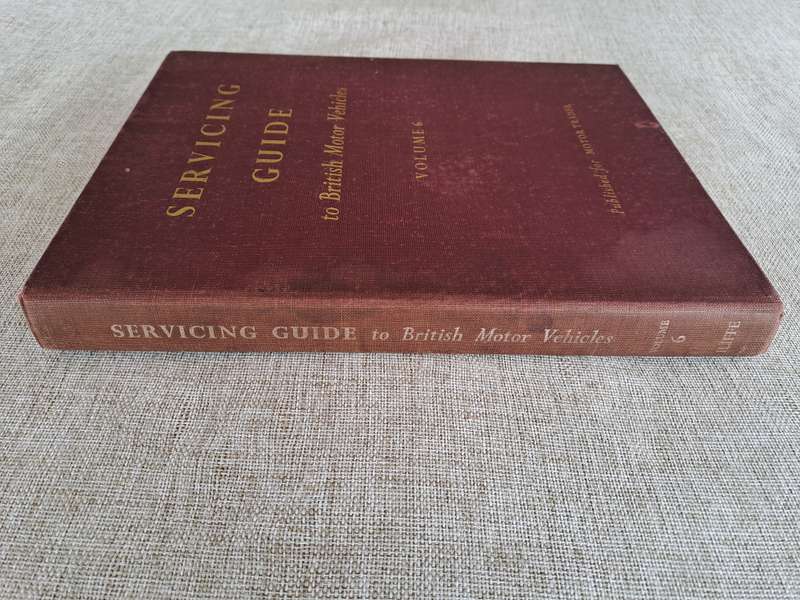 SERVICING
GUIDE
to British Motor Vehicles
VOLUME 6
Published for MOTOR TRADER
SERVICING GUIDE to British Motor Vehicles
VOLUME
6
ILIFFE